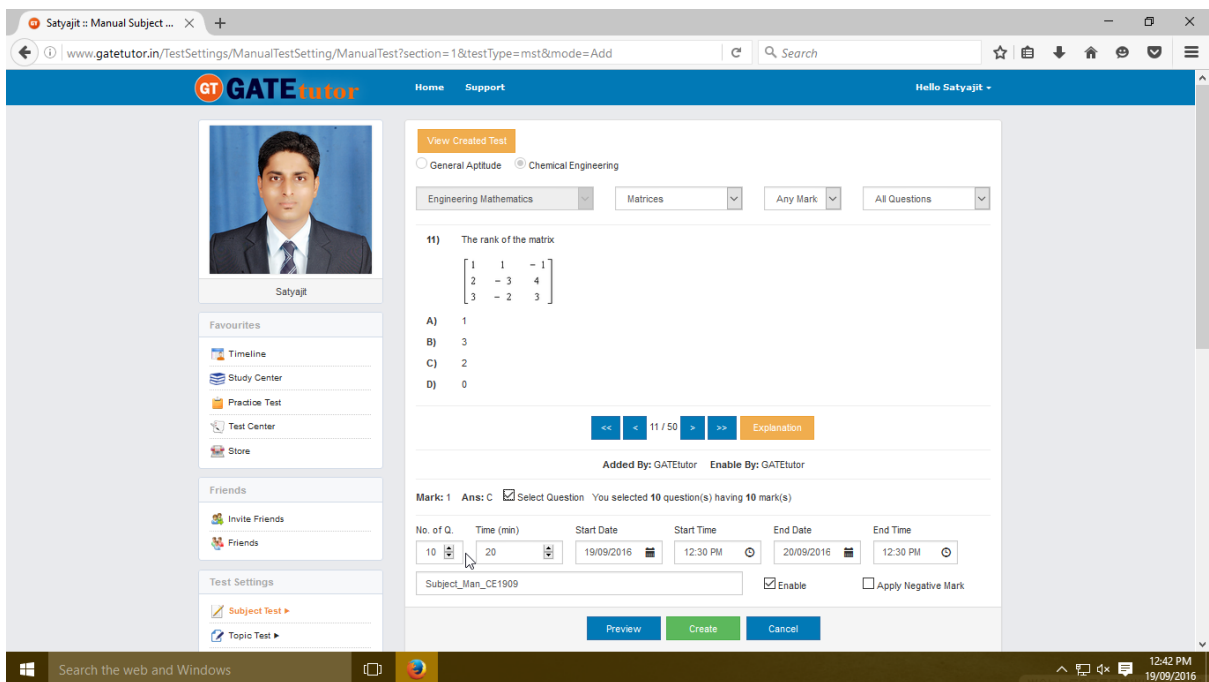 Satyajit :: Manual Subject ...
www.gatetutor.in/TestSettings/ManualTestSetting/ManualTest?section=1&testType=mst&mode=Add
Search
GT GATEtutor
Home Support Hello Satyajit
View Created Test
General Aptitude Chemical Engineering
Engineering Mathematics Matrices Any Mark All Questions
11) The rank of the matrix
1 1 - 1
2 - 3 4
3 - 2 3
A) 1
B) 3
C) 2
D) 0
<< < 11 / 50 > >> Explanation
Added By: GATEtutor Enable By: GATEtutor
Mark: 1 Ans: C Select Question You selected 10 question(s) having 10 mark(s)
No. of Q. Time (min) Start Date Start Time End Date End Time
10 20 19/09/2016 12:30 PM 20/09/2016 12:30 PM
Subject_Man_CE1909 Enable Apply Negative Mark
Preview Create Cancel
Satyajit
Favourites
Timeline
Study Center
Practice Test
Test Center
Store
Friends
Invite Friends
Friends
Test Settings
Subject Test
Topic Test
Search the web and Windows
12:42 PM
19/09/2016